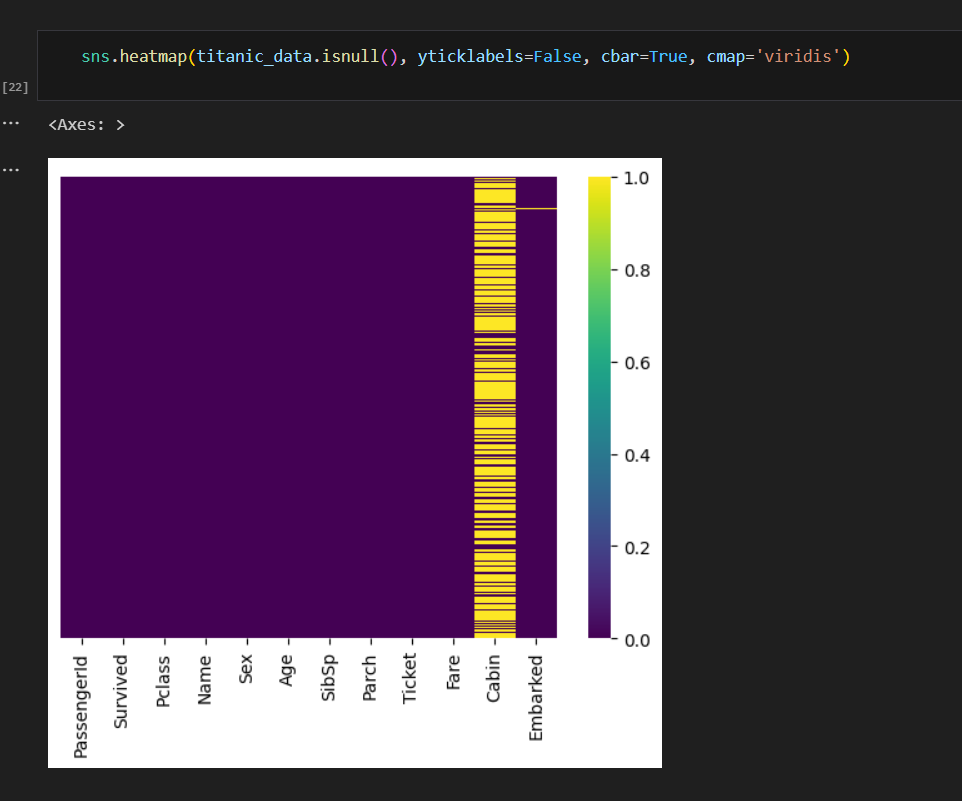 sns.heatmap(titanic_data.isnull(), yticklabels=False, cbar=True, cmap='viridis')
[22]
... <Axes: >
...
1.0
0.8
0.6
0.4
0.2
0.0
PassengerId
Survived
Pclass
Name
Sex
Age
SibSp
Parch
Ticket
Fare
Cabin
Embarked